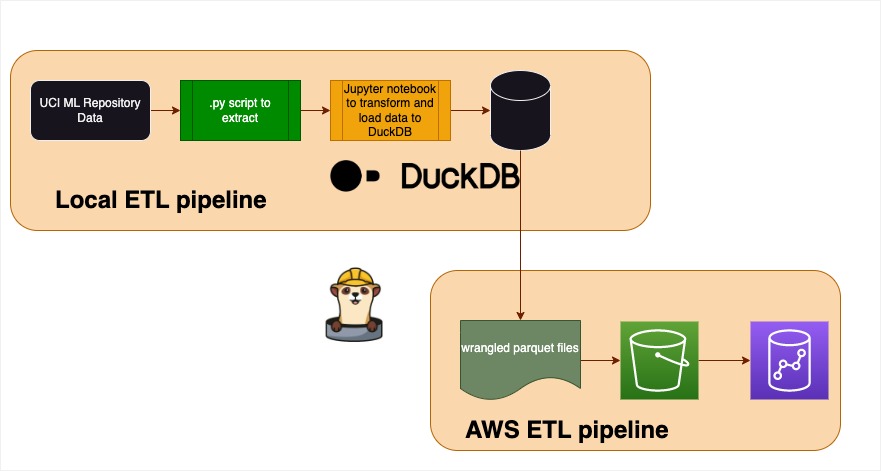 UCI ML Repository
Data
.py script to
extract
Jupyter notebook
to transform and
load data to
DuckDB
DuckDB
Local ETL pipeline
wrangled parquet files
AWS ETL pipeline